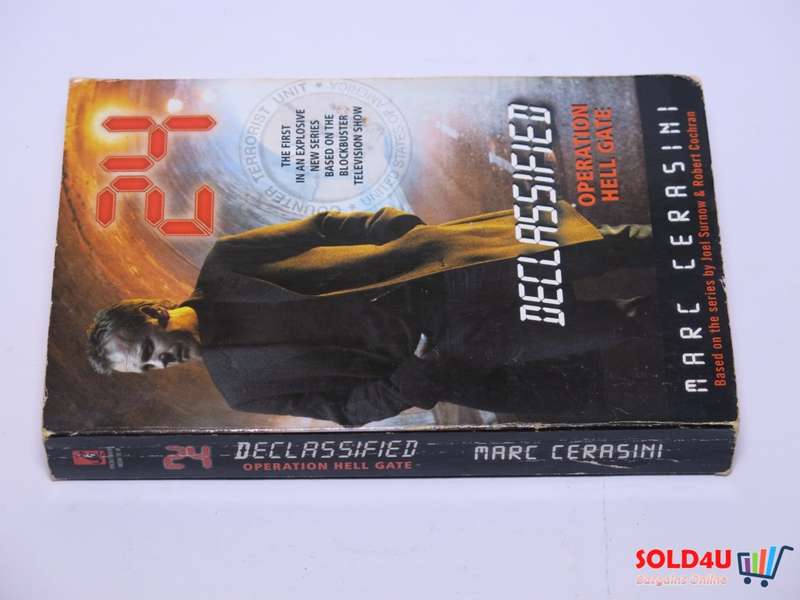 24
COUNTER TERRORIST UNIT
UNITED STATES OF AMERICA
THE FIRST
IN AN EXPLOSIVE
NEW SERIES
BASED ON THE
BLOCKBUSTER
TELEVISION SHOW
DECLASSIFIED
OPERATION
HELL GATE
MARC CERASINI
Based on the series by Joel Surnow & Robert Cochran
24
DECLASSIFIED
OPERATION HELL GATE
MARC CERASINI
SOLD4U
Bargains Online